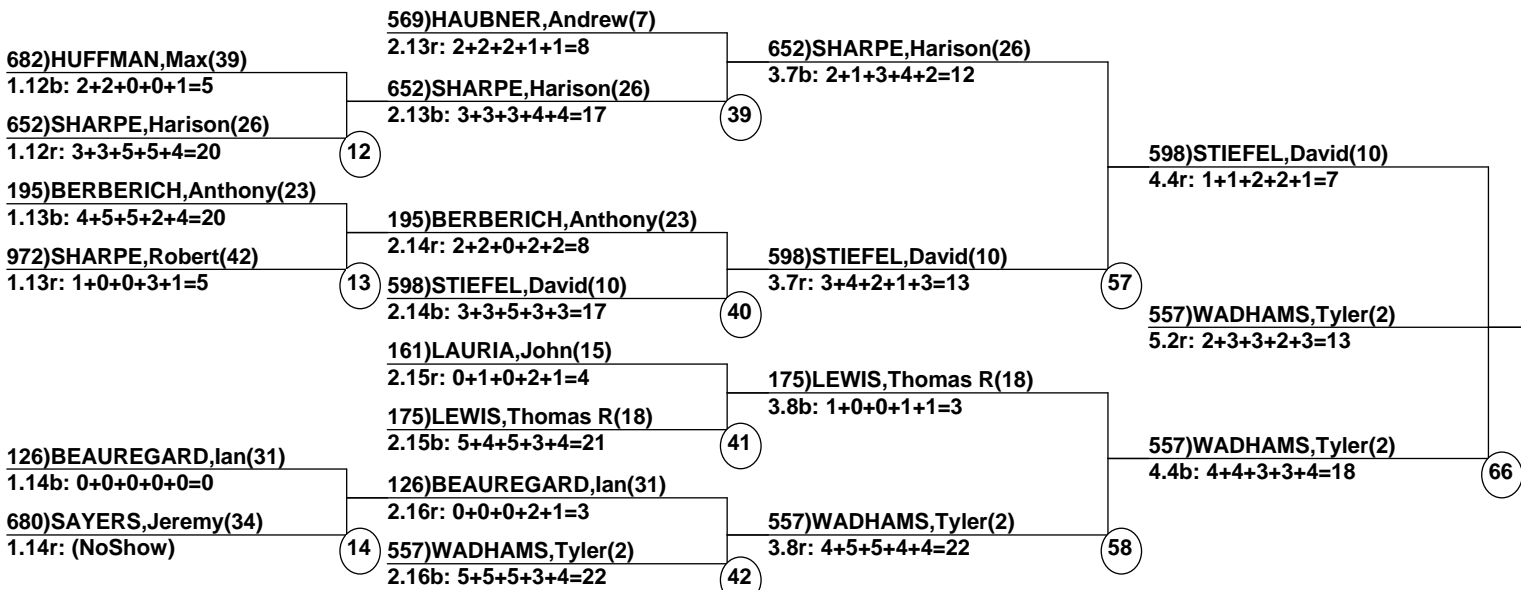 682)HUFFMAN,Max(39)
1.12b: 2+2+0+0+1=5
652)SHARPE,Harison(26)
1.12r: 3+3+5+5+4=20
12
195)BERBERICH,Anthony(23)
1.13b: 4+5+5+2+4=20
972)SHARPE,Robert(42)
1.13r: 1+0+0+3+1=5
13
126)BEAUREGARD,Ian(31)
1.14b: 0+0+0+0+0=0
680)SAYERS,Jeremy(34)
1.14r: (NoShow)
14
569)HAUBNER,Andrew(7)
2.13r: 2+2+2+1+1=8
652)SHARPE,Harison(26)
2.13b: 3+3+3+4+4=17
39
195)BERBERICH,Anthony(23)
2.14r: 2+2+0+2+2=8
598)STIEFEL,David(10)
2.14b: 3+3+5+3+3=17
40
161)LAURIA,John(15)
2.15r: 0+1+0+2+1=4
175)LEWIS,Thomas R(18)
2.15b: 5+4+5+3+4=21
41
126)BEAUREGARD,Ian(31)
2.16r: 0+0+0+2+1=3
557)WADHAMS,Tyler(2)
2.16b: 5+5+5+3+4=22
42
652)SHARPE,Harison(26)
3.7b: 2+1+3+4+2=12
598)STIEFEL,David(10)
3.7r: 3+4+2+1+3=13
57
175)LEWIS,Thomas R(18)
3.8b: 1+0+0+1+1=3
557)WADHAMS,Tyler(2)
3.8r: 4+5+5+4+4=22
58
598)STIEFEL,David(10)
4.4r: 1+1+2+2+1=7
557)WADHAMS,Tyler(2)
5.2r: 2+3+3+2+3=13
557)WADHAMS,Tyler(2)
4.4b: 4+4+3+3+4=18
66